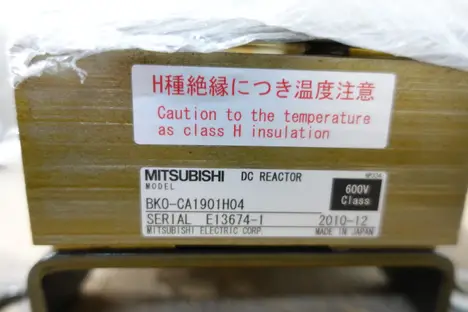 H種絶縁につき温度注意
Caution to the temperature
as class H insulation
MITSUBISHI DC REACTOR
MODEL
600V
Class
BKO-CA1901H04
SERIAL E13674-1 2010-12
MITSUBISHI ELECTRIC CORP. MADE IN JAPAN